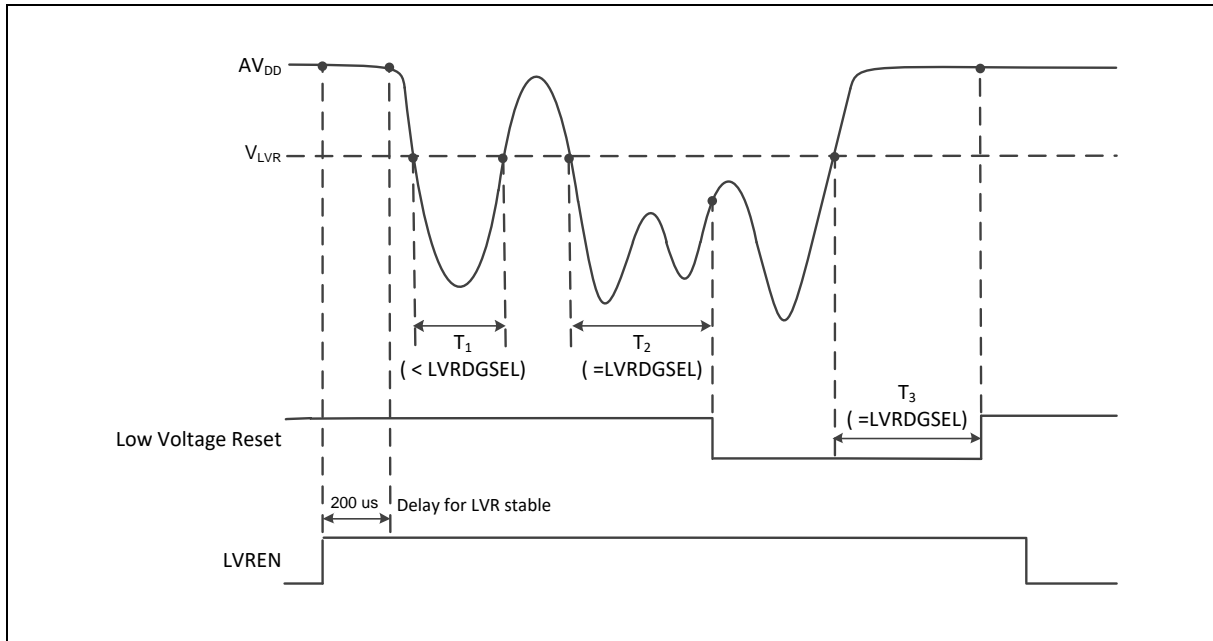 AVDD
VLVR
T1
( < LVRDGSEL)
T2
( =LVRDGSEL)
T3
( =LVRDGSEL)
Low Voltage Reset
200 us
Delay for LVR stable
LVREN